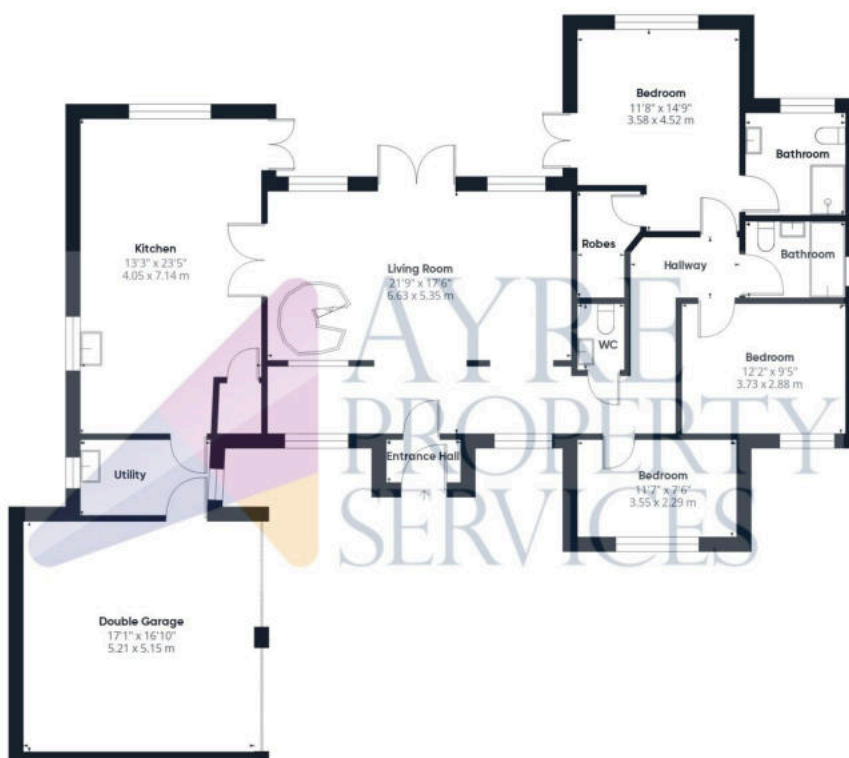 Bedroom
11'8" x 14'9"
3.58 x 4.52 m
Bathroom
Kitchen
13'3" x 23'5"
4.05 x 7.14 m
Living Room
21'9" x 17'6"
6.63 x 5.35 m
Robes
Hallway
Bathroom
WC
Bedroom
12'2" x 9'5"
3.73 x 2.88 m
Utility
Entrance Hall
Bedroom
11'7" x 7'6"
3.55 x 2.29 m
Double Garage
17'1" x 16'10"
5.21 x 5.15 m
AYRE
PROPERTY
SERVICES